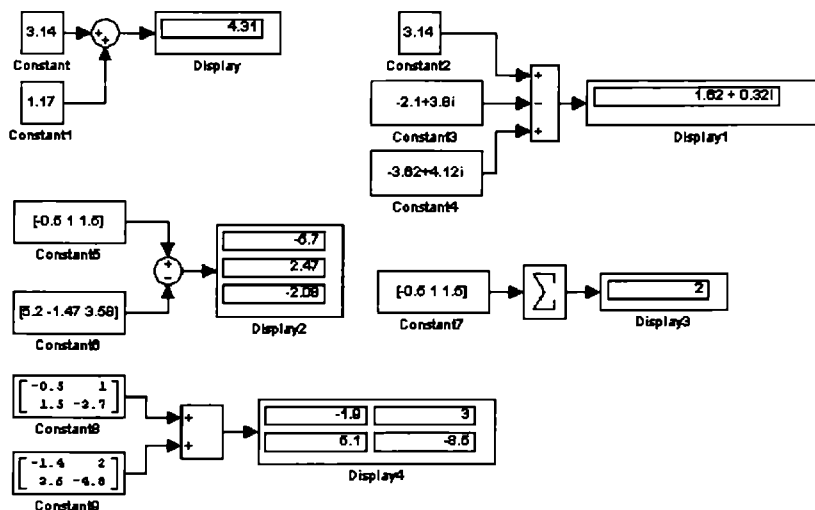 3.14
Constant
1.17
Constant1
4.31
Display
3.14
Constant2
-2.1+3.8i
Constant3
-3.62+4.12i
Constant4
1.62 + 0.32i
Display1
[-0.5 1 1.5]
Constant5
[5.2 -1.47 3.58]
Constant6
-5.7
2.47
-2.08
Display2
[-0.5 1 1.5]
Constant7
∑
2
Display3
-0.5 1
1.5 -3.7
Constant8
-1.4 2
3.6 -4.8
Constant9
-1.9 3
5.1 -8.5
Display4